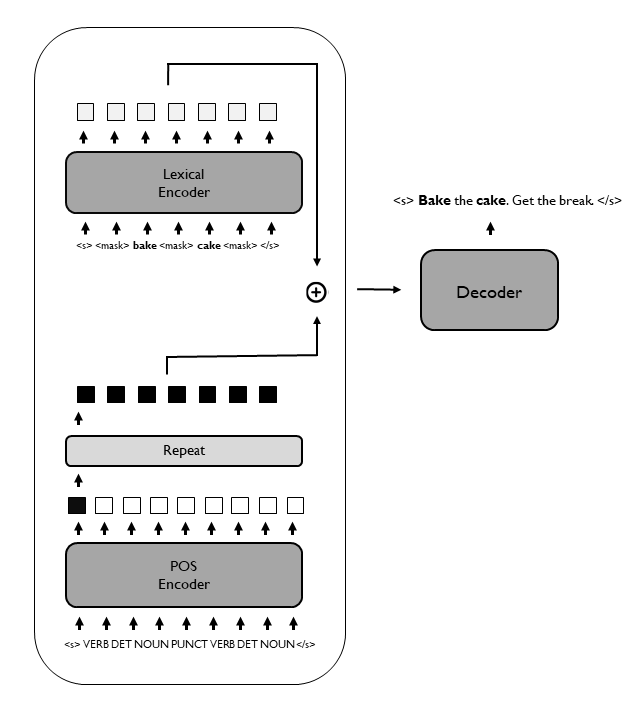 Lexical
Encoder
<s> <mask> bake <mask> cake <mask> </s>
<s> Bake the cake. Get the break. </s>
Decoder
Repeat
POS
Encoder
<s> VERB DET NOUN PUNCT VERB DET NOUN </s>